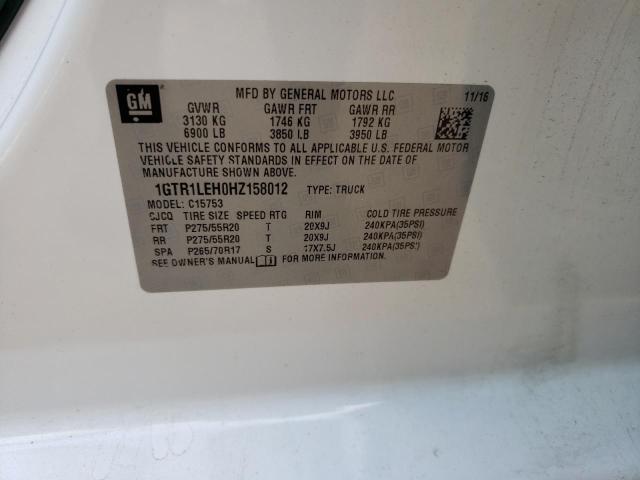 GM
MFD BY GENERAL MOTORS LLC 11/16
GVWR GAWR FRT GAWR RR
3130 KG 1746 KG 1792 KG
6900 LB 3850 LB 3950 LB
THIS VEHICLE CONFORMS TO ALL APPLICABLE U.S. FEDERAL MOTOR
VEHICLE SAFETY STANDARDS IN EFFECT ON THE DATE OF
MANUFACTURE SHOWN ABOVE.
1GTR1LEH0HZ158012 TYPE: TRUCK
MODEL: C15753
CJCQ TIRE SIZE SPEED RTG RIM COLD TIRE PRESSURE
FRT P275/55R20 T 20X9J 240KPA(35PSI)
RR P275/55R20 T 20X9J 240KPA(35PSI)
SPA P265/70R17 S 17X7.5J 240KPA(35PSI)
SEE OWNER'S MANUAL FOR MORE INFORMATION.